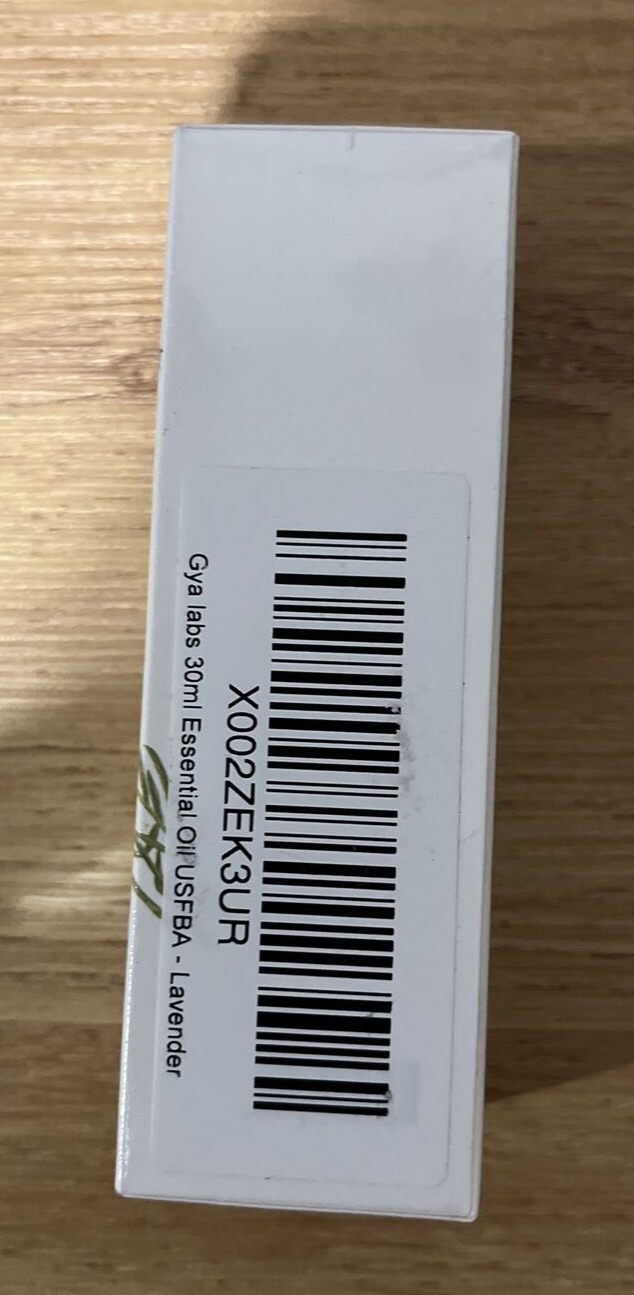 X002ZEK3UR
Gya labs 30ml Essential Oil USFBA - Lavender